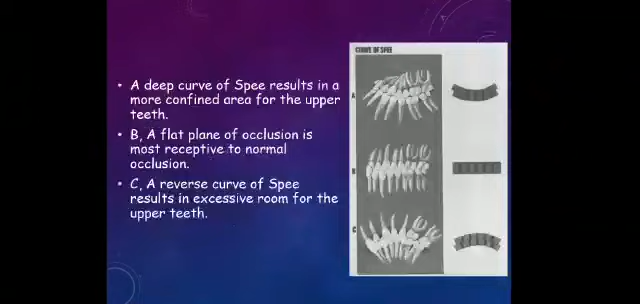 CURVE OF SPEE
• A deep curve of Spee results in a
more confined area for the upper
teeth.
• B, A flat plane of occlusion is
most receptive to normal
occlusion.
• C, A reverse curve of Spee
results in excessive room for the
upper teeth.
A
B
C